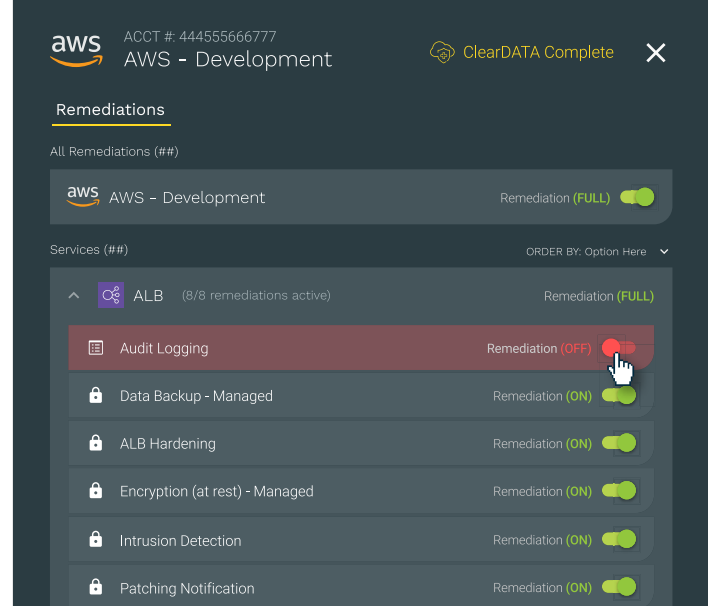 aws
ACCT #: 444555666777
AWS - Development
ClearDATA Complete
Remediations
All Remediations (##)
aws
AWS - Development
Remediation (FULL)
Services (##)
ORDER BY: Option Here
ALB
(8/8 remediations active)
Remediation (FULL)
Audit Logging
Remediation (OFF)
Data Backup - Managed
Remediation (ON)
ALB Hardening
Remediation (ON)
Encryption (at rest) - Managed
Remediation (ON)
Intrusion Detection
Remediation (ON)
Patching Notification
Remediation (ON)